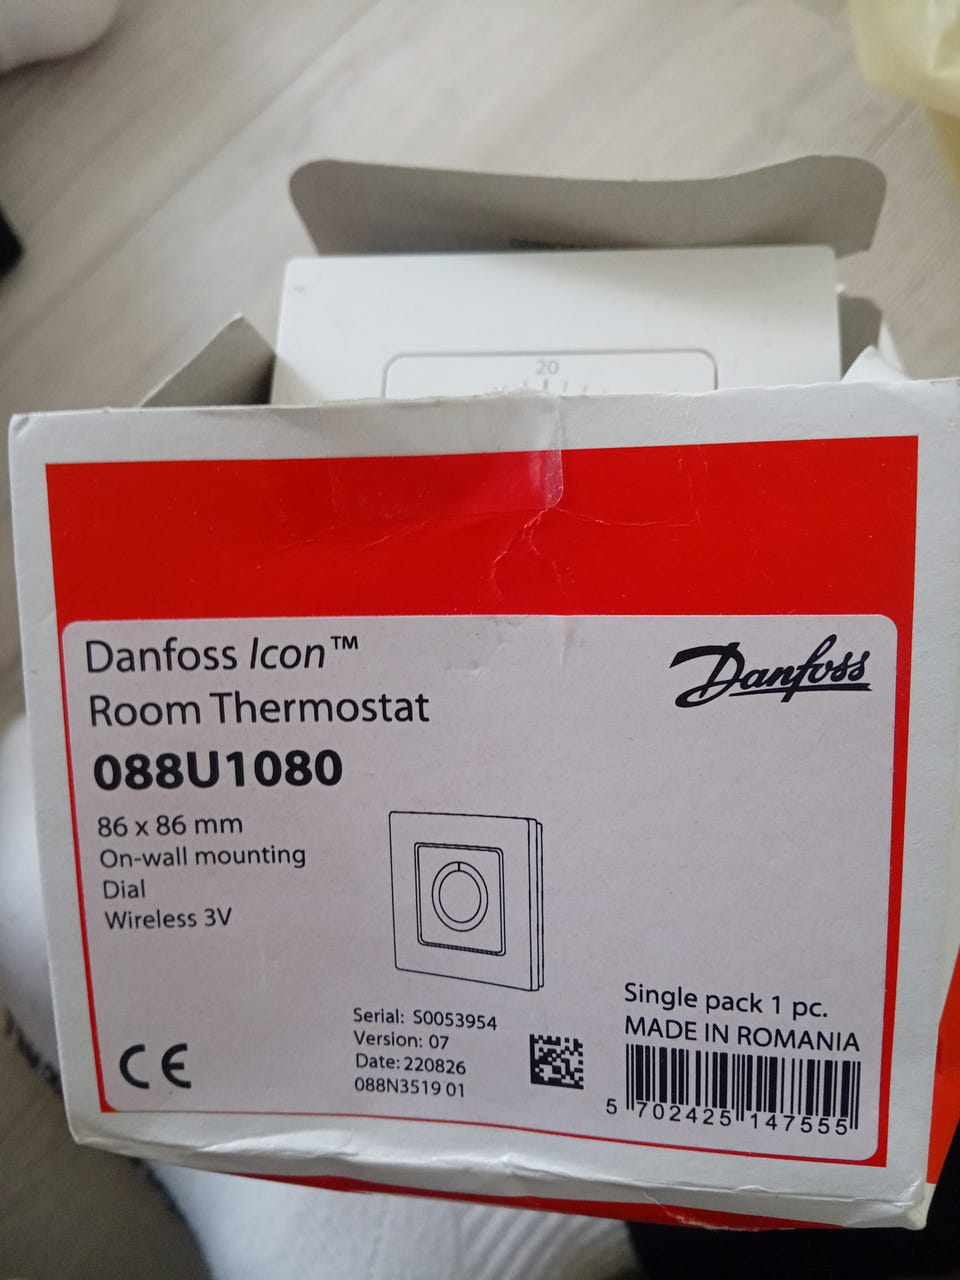 20
Danfoss Icon™
Room Thermostat
088U1080
86 x 86 mm
On-wall mounting
Dial
Wireless 3V
Danfoss
Serial: S0053954
Version: 07
Date: 220826
088N3519 01
Single pack 1 pc.
MADE IN ROMANIA
5 702425 147555
CE